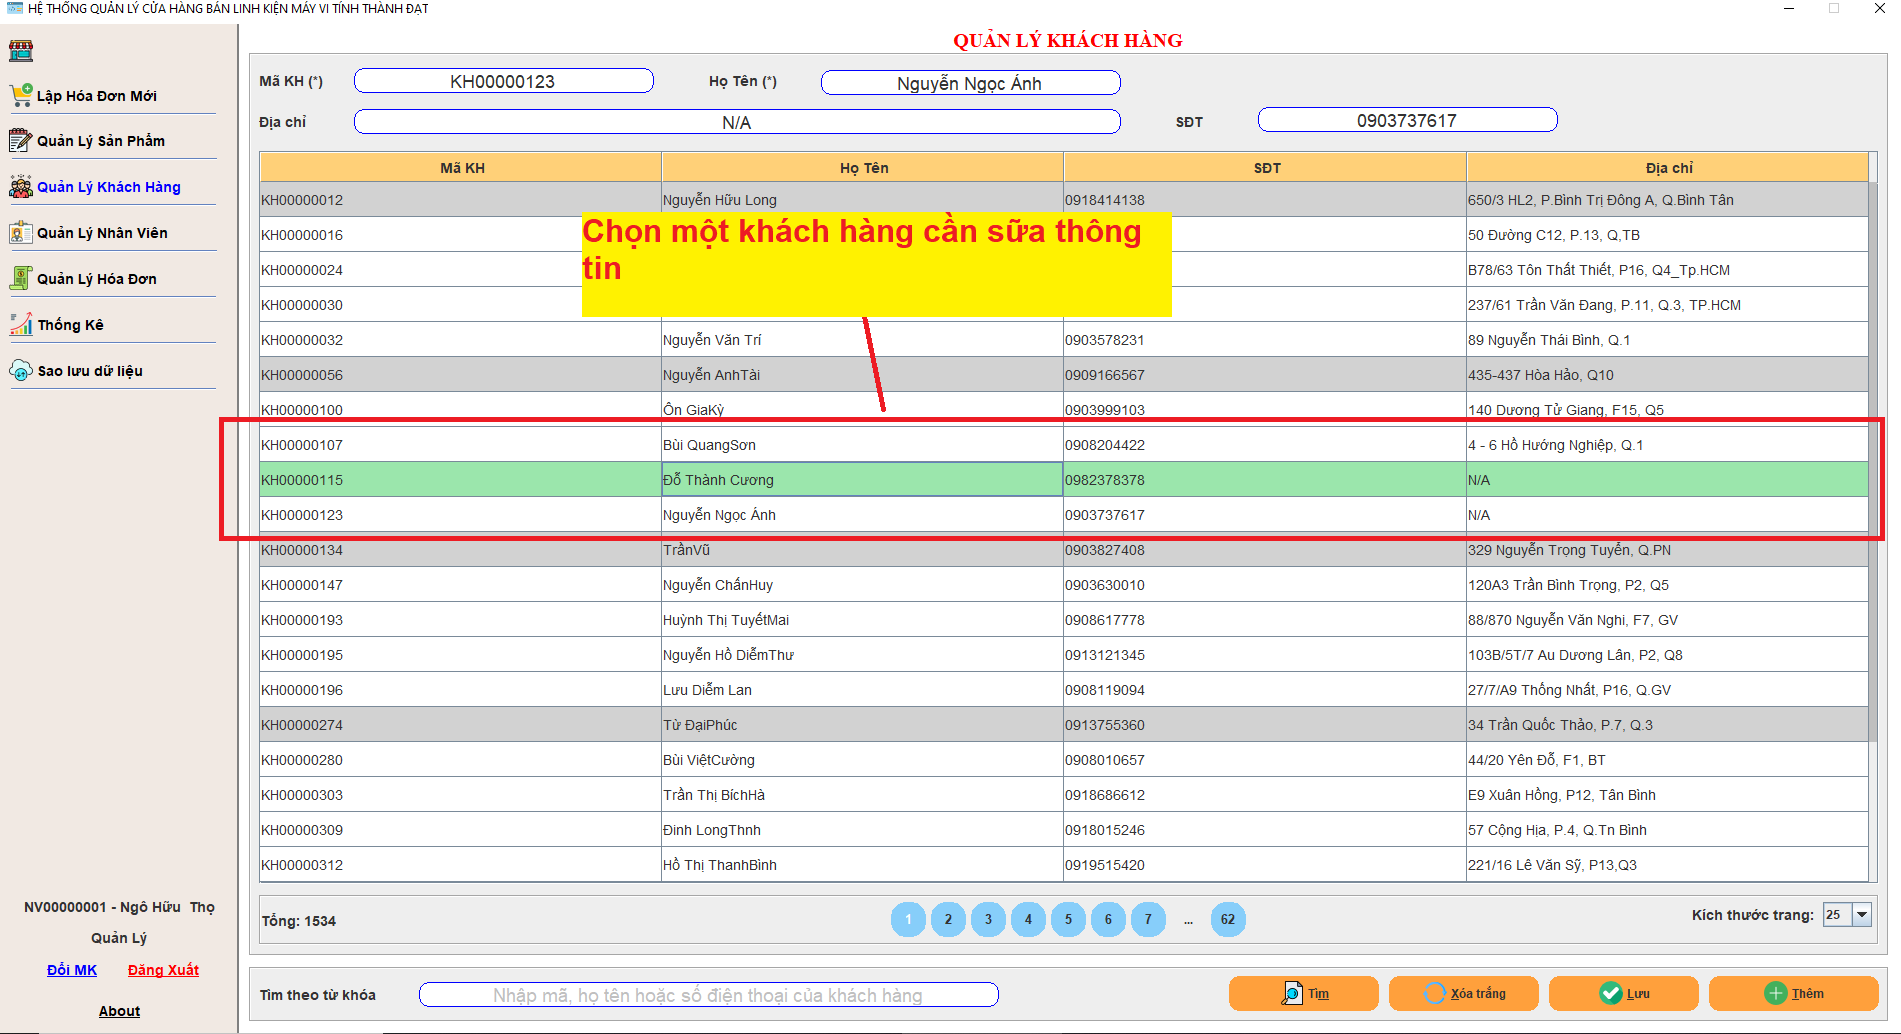 HỆ THỐNG QUẢN LÝ CỬA HÀNG BÁN LINH KIỆN MÁY VI TÍNH THÀNH ĐẠT
Lập Hóa Đơn Mới
Quản Lý Sản Phẩm
Quản Lý Khách Hàng
Quản Lý Nhân Viên
Quản Lý Hóa Đơn
Thống Kê
Sao lưu dữ liệu
NV00000001 - Ngô Hữu Thọ
Quản Lý
Đổi MK Đăng Xuất
About
QUẢN LÝ KHÁCH HÀNG
Mã KH (*) KH00000123 Họ Tên (*) Nguyễn Ngọc Ánh
Địa chỉ N/A SĐT 0903737617
Mã KH Họ Tên SĐT Địa chỉ
KH00000012 Nguyễn Hữu Long 0918414138 650/3 HL2, P.Bình Trị Đông A, Q.Bình Tân
Chọn một khách hàng cần sữa thông
tin
KH00000016 50 Đường C12, P.13, Q,TB
KH00000024 B78/63 Tôn Thất Thiết, P16, Q4_Tp.HCM
KH00000030 237/61 Trần Văn Đang, P.11, Q.3, TP.HCM
KH00000032 Nguyễn Văn Trí 0903578231 89 Nguyễn Thái Bình, Q.1
KH00000056 Nguyễn AnhTài 0909166567 435-437 Hòa Hảo, Q10
KH00000100 Ôn GiaKỳ 0903999103 140 Dương Tử Giang, F15, Q5
KH00000107 Bùi QuangSơn 0908204422 4 - 6 Hồ Hướng Nghiệp, Q.1
KH00000115 Đỗ Thành Cương 0982378378 N/A
KH00000123 Nguyễn Ngọc Ánh 0903737617 N/A
KH00000134 TrầnVũ 0903827408 329 Nguyễn Trọng Tuyển, Q.PN
KH00000147 Nguyễn ChấnHuy 0903630010 120A3 Trần Bình Trọng, P2, Q5
KH00000193 Huỳnh Thị TuyếtMai 0908617778 88/870 Nguyễn Văn Nghi, F7, GV
KH00000195 Nguyễn Hồ DiễmThư 0913121345 103B/5T/7 Au Dương Lân, P2, Q8
KH00000196 Lưu Diễm Lan 0908119094 27/7/A9 Thống Nhất, P16, Q.GV
KH00000274 Từ ĐạiPhúc 0913755360 34 Trần Quốc Thảo, P.7, Q.3
KH00000280 Bùi ViệtCường 0908010657 44/20 Yên Đỗ, F1, BT
KH00000303 Trần Thị BíchHà 0918686612 E9 Xuân Hồng, P12, Tân Bình
KH00000309 Đinh LongThnh 0918015246 57 Cộng Hịa, P.4, Q.Tn Bình
KH00000312 Hồ Thị ThanhBình 0919515420 221/16 Lê Văn Sỹ, P13,Q3
Tổng: 1534 1 2 3 4 5 6 7 ... 62 Kích thước trang: 25
Tìm theo từ khóa Nhập mã, họ tên hoặc số điện thoại của khách hàng Tìm Xóa trắng Lưu Thêm